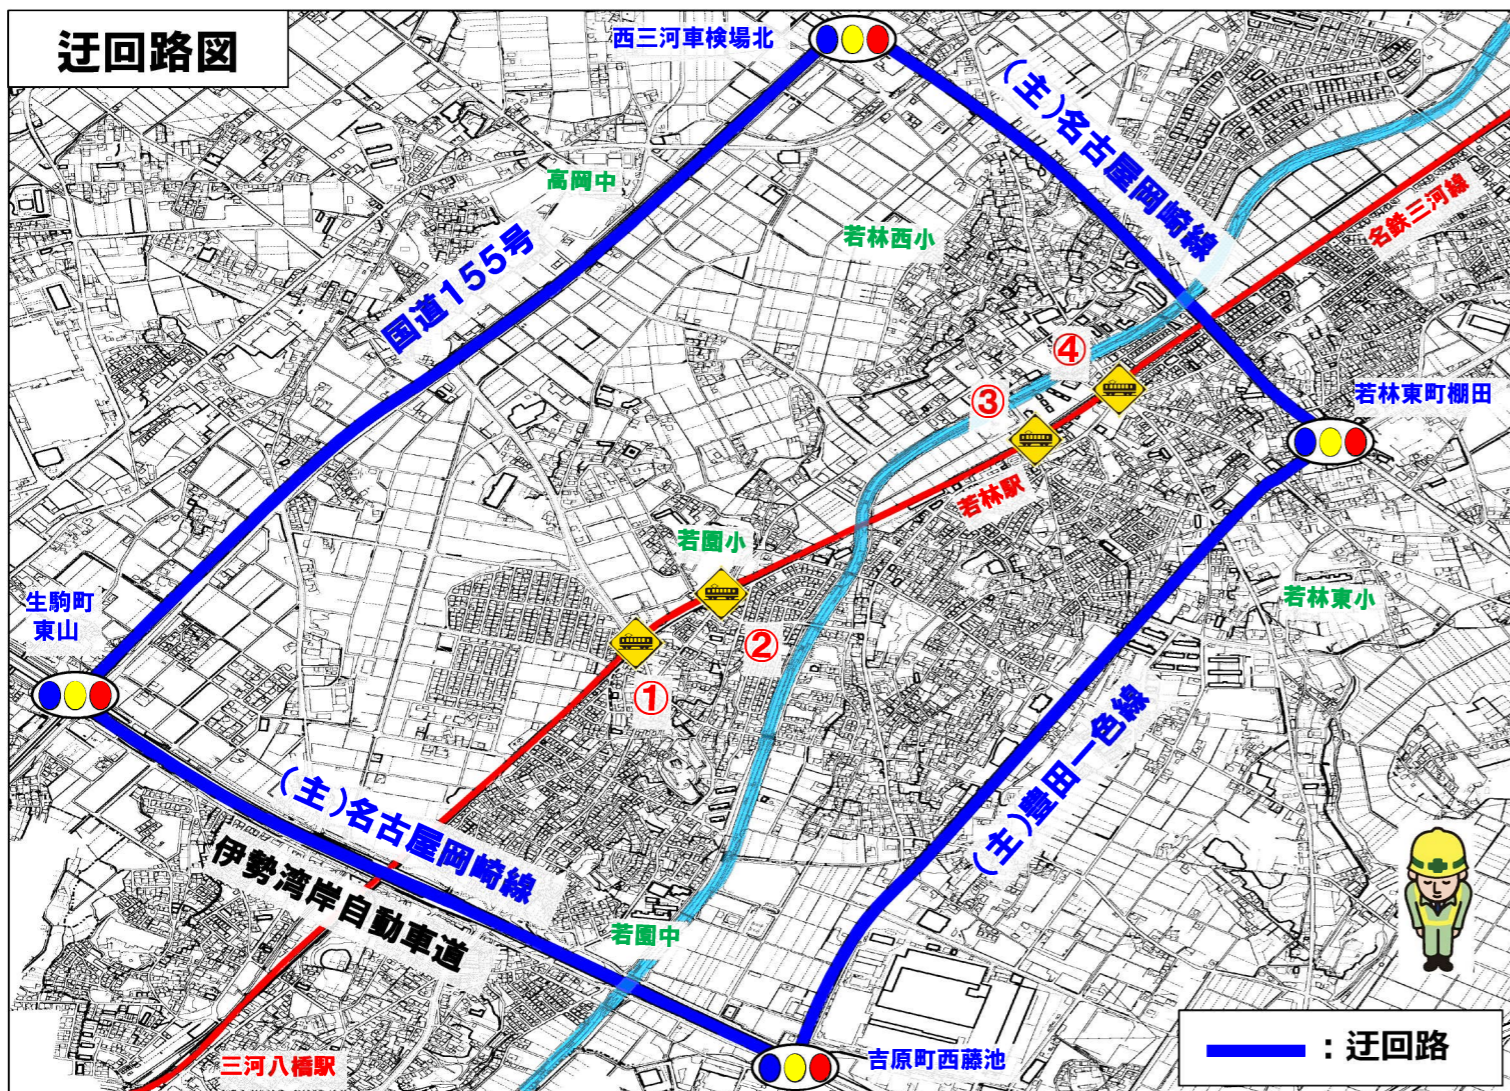 迂回路図
西三河車検場北
(主)名古屋岡崎線
高岡中
若林西小
名鉄三河線
国道155号
④
③
若林東町棚田
若林駅
若園小
生駒町
東山
若林東小
②
①
(主)豊田一色線
(主)名古屋岡崎線
伊勢湾岸自動車道
若園中
三河八橋駅
吉原町西藤池
：迂回路